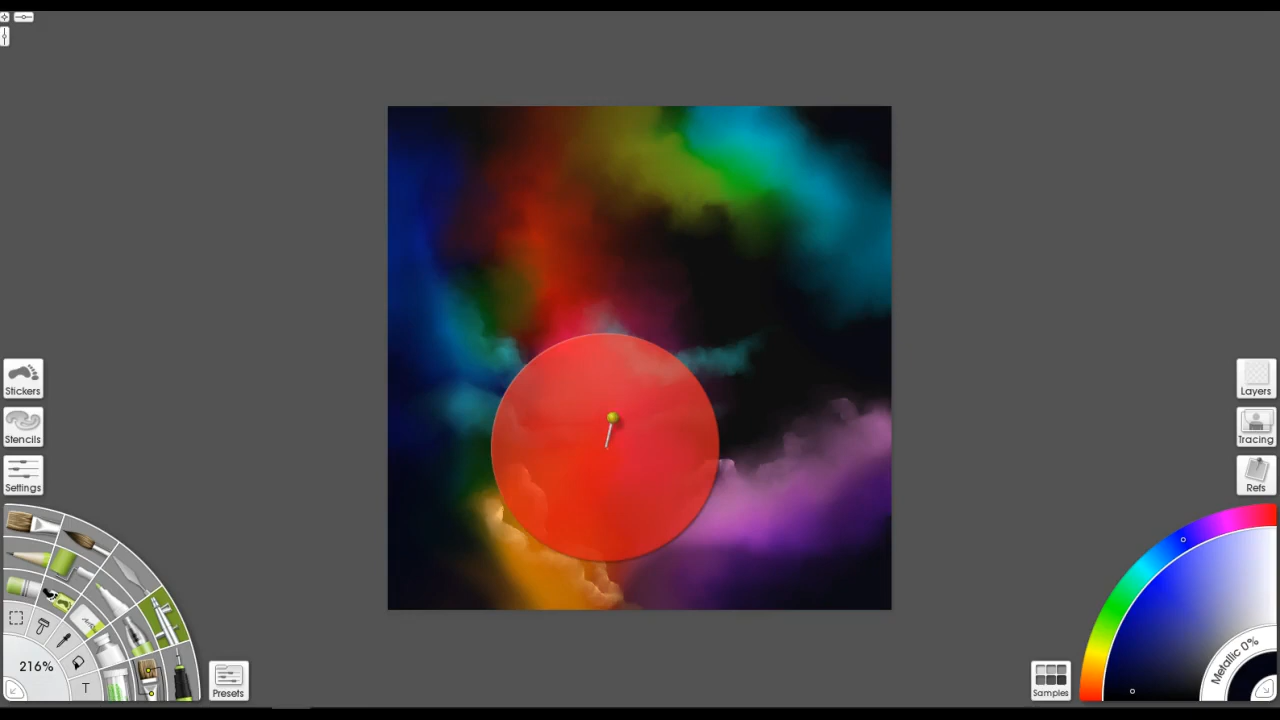 Stickers
Stencils
Settings
216%
T
Presets
Layers
Tracing
Refs
Samples
Metallic 0%